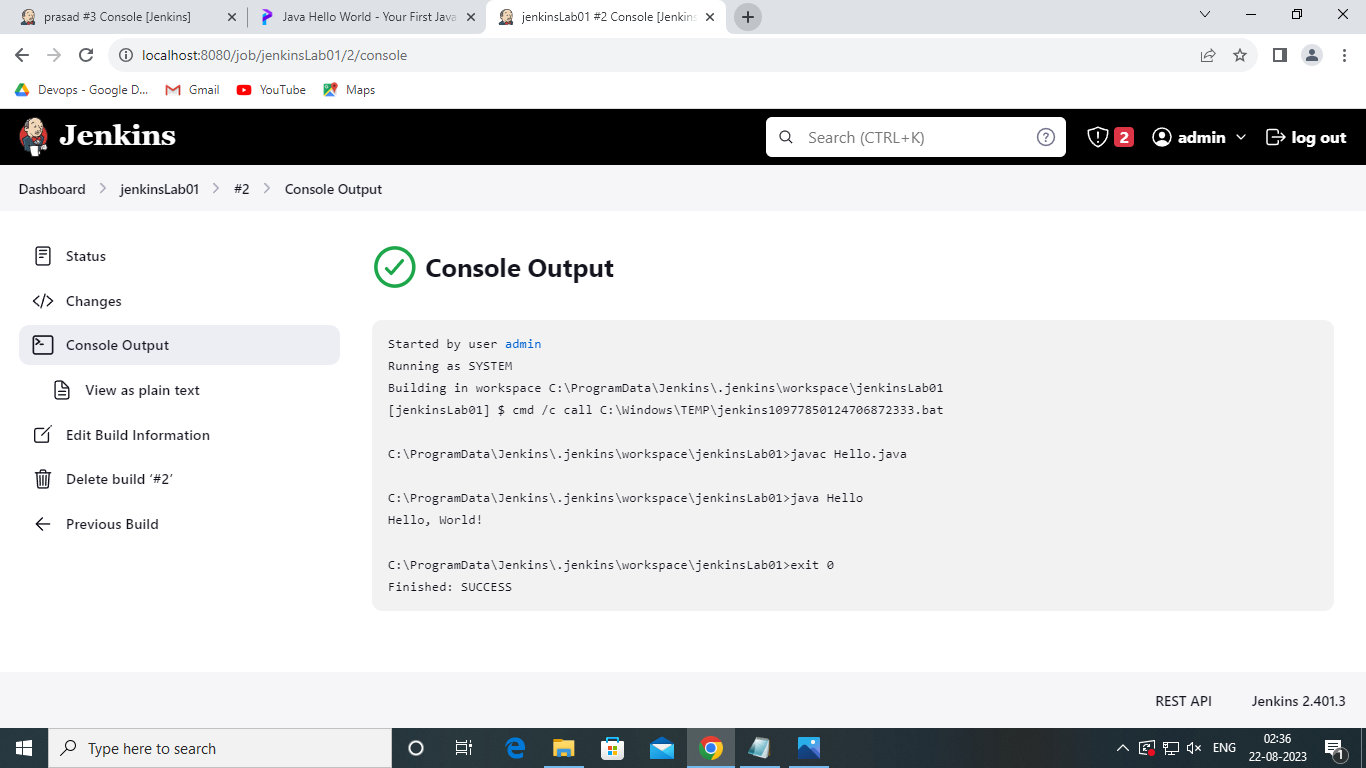 prasad #3 Console [Jenkins]
Java Hello World - Your First Java
jenkinsLab01 #2 Console [Jenkins
localhost:8080/job/jenkinsLab01/2/console
Devops - Google D...
Gmail
YouTube
Maps
Jenkins
Search (CTRL+K)
?
2
admin
log out
Dashboard
jenkinsLab01
#2
Console Output
Status
Changes
Console Output
View as plain text
Edit Build Information
Delete build ‘#2’
Previous Build
Console Output
Started by user admin
Running as SYSTEM
Building in workspace C:\ProgramData\Jenkins\.jenkins\workspace\jenkinsLab01
[jenkinsLab01] $ cmd /c call C:\Windows\TEMP\jenkins10977850124706872333.bat
C:\ProgramData\Jenkins\.jenkins\workspace\jenkinsLab01>javac Hello.java
C:\ProgramData\Jenkins\.jenkins\workspace\jenkinsLab01>java Hello
Hello, World!
C:\ProgramData\Jenkins\.jenkins\workspace\jenkinsLab01>exit 0
Finished: SUCCESS
REST API
Jenkins 2.401.3
Type here to search
ENG
02:36
22-08-2023
1